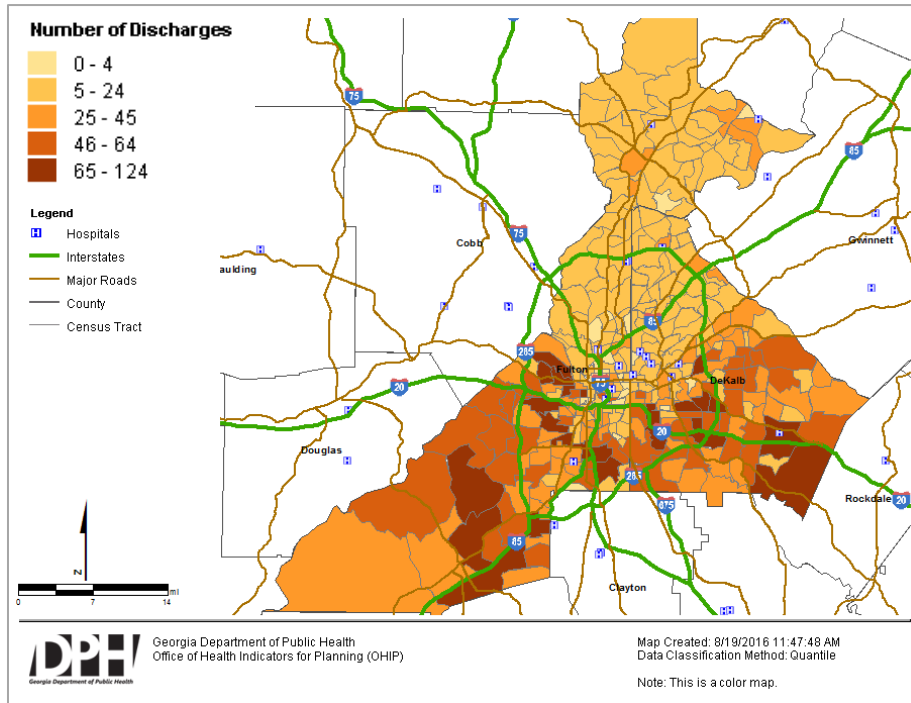 Number of Discharges
0 - 4
5 - 24
25 - 45
46 - 64
65 - 124
Legend
H Hospitals
Interstates
Major Roads
County
Census Tract
75
85
75
Cobb
Gwinnett
aulding
85
285
Fulton
75
DeKalb
20
20
Douglas
285
Rockdale
20
675
85
Clayton
N
0 7 14
mi
DPH
Georgia Department of Public Health
Georgia Department of Public Health
Office of Health Indicators for Planning (OHIP)
Map Created: 8/19/2016 11:47:48 AM
Data Classification Method: Quantile
Note: This is a color map.